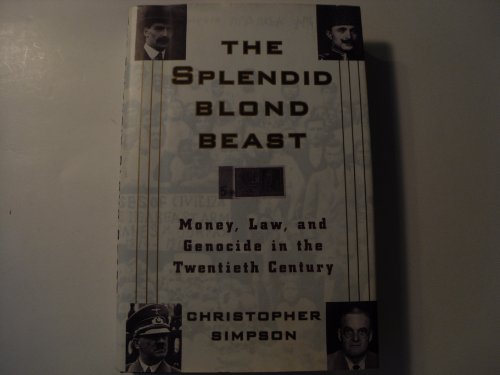 THE
SPLENDID
BLOND
BEAST
Money, Law, and
Genocide in the
Twentieth Century
CHRISTOPHER
SIMPSON